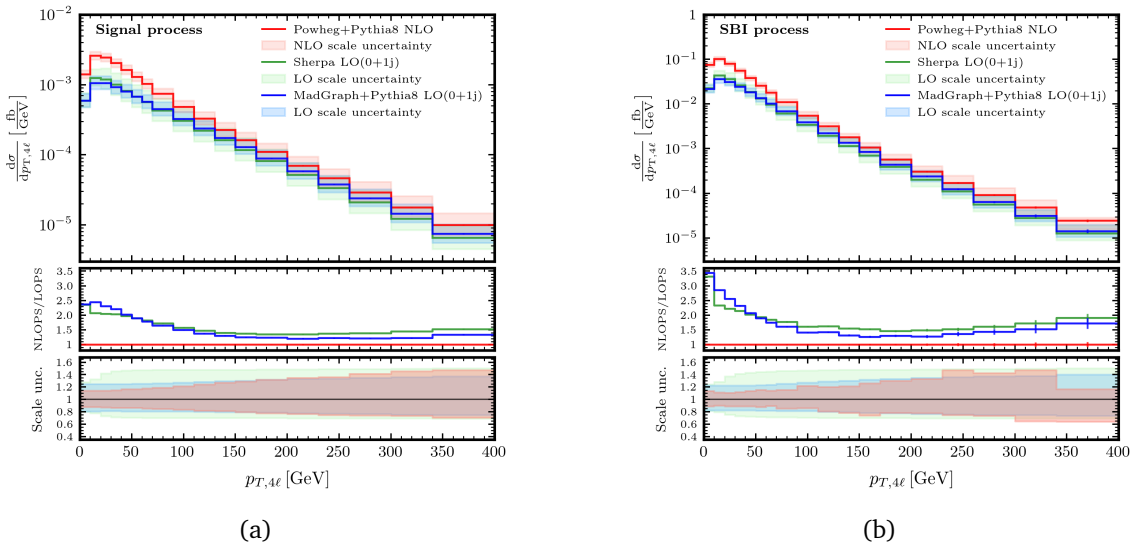 Signal process
Powheg+Pythia8 NLO
NLO scale uncertainty
Sherpa LO(0+1j)
LO scale uncertainty
MadGraph+Pythia8 LO(0+1j)
LO scale uncertainty
10^{-2}
10^{-3}
10^{-4}
10^{-5}
dσ/dp_{T,4ℓ} [fb/GeV]
3.5
3.0
2.5
2.0
1.5
1
NLOPS/LOPS
1.6
1.4
1.2
1
0.8
0.6
0.4
Scale unc.
0 50 100 150 200 250 300 350 400
p_{T,4ℓ} [GeV]
(a)
SBI process
Powheg+Pythia8 NLO
NLO scale uncertainty
Sherpa LO(0+1j)
LO scale uncertainty
MadGraph+Pythia8 LO(0+1j)
LO scale uncertainty
1
10^{-1}
10^{-2}
10^{-3}
10^{-4}
10^{-5}
dσ/dp_{T,4ℓ} [fb/GeV]
3.5
3.0
2.5
2.0
1.5
1
NLOPS/LOPS
1.6
1.4
1.2
1
0.8
0.6
0.4
Scale unc.
0 50 100 150 200 250 300 350 400
p_{T,4ℓ} [GeV]
(b)